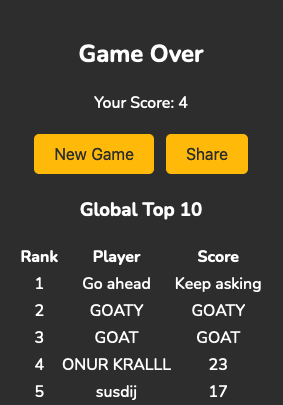 Game Over
Your Score: 4
New Game Share
Global Top 10
Rank Player Score
1 Go ahead Keep asking
2 GOATY GOATY
3 GOAT GOAT
4 ONUR KRALLL 23
5 susdij 17